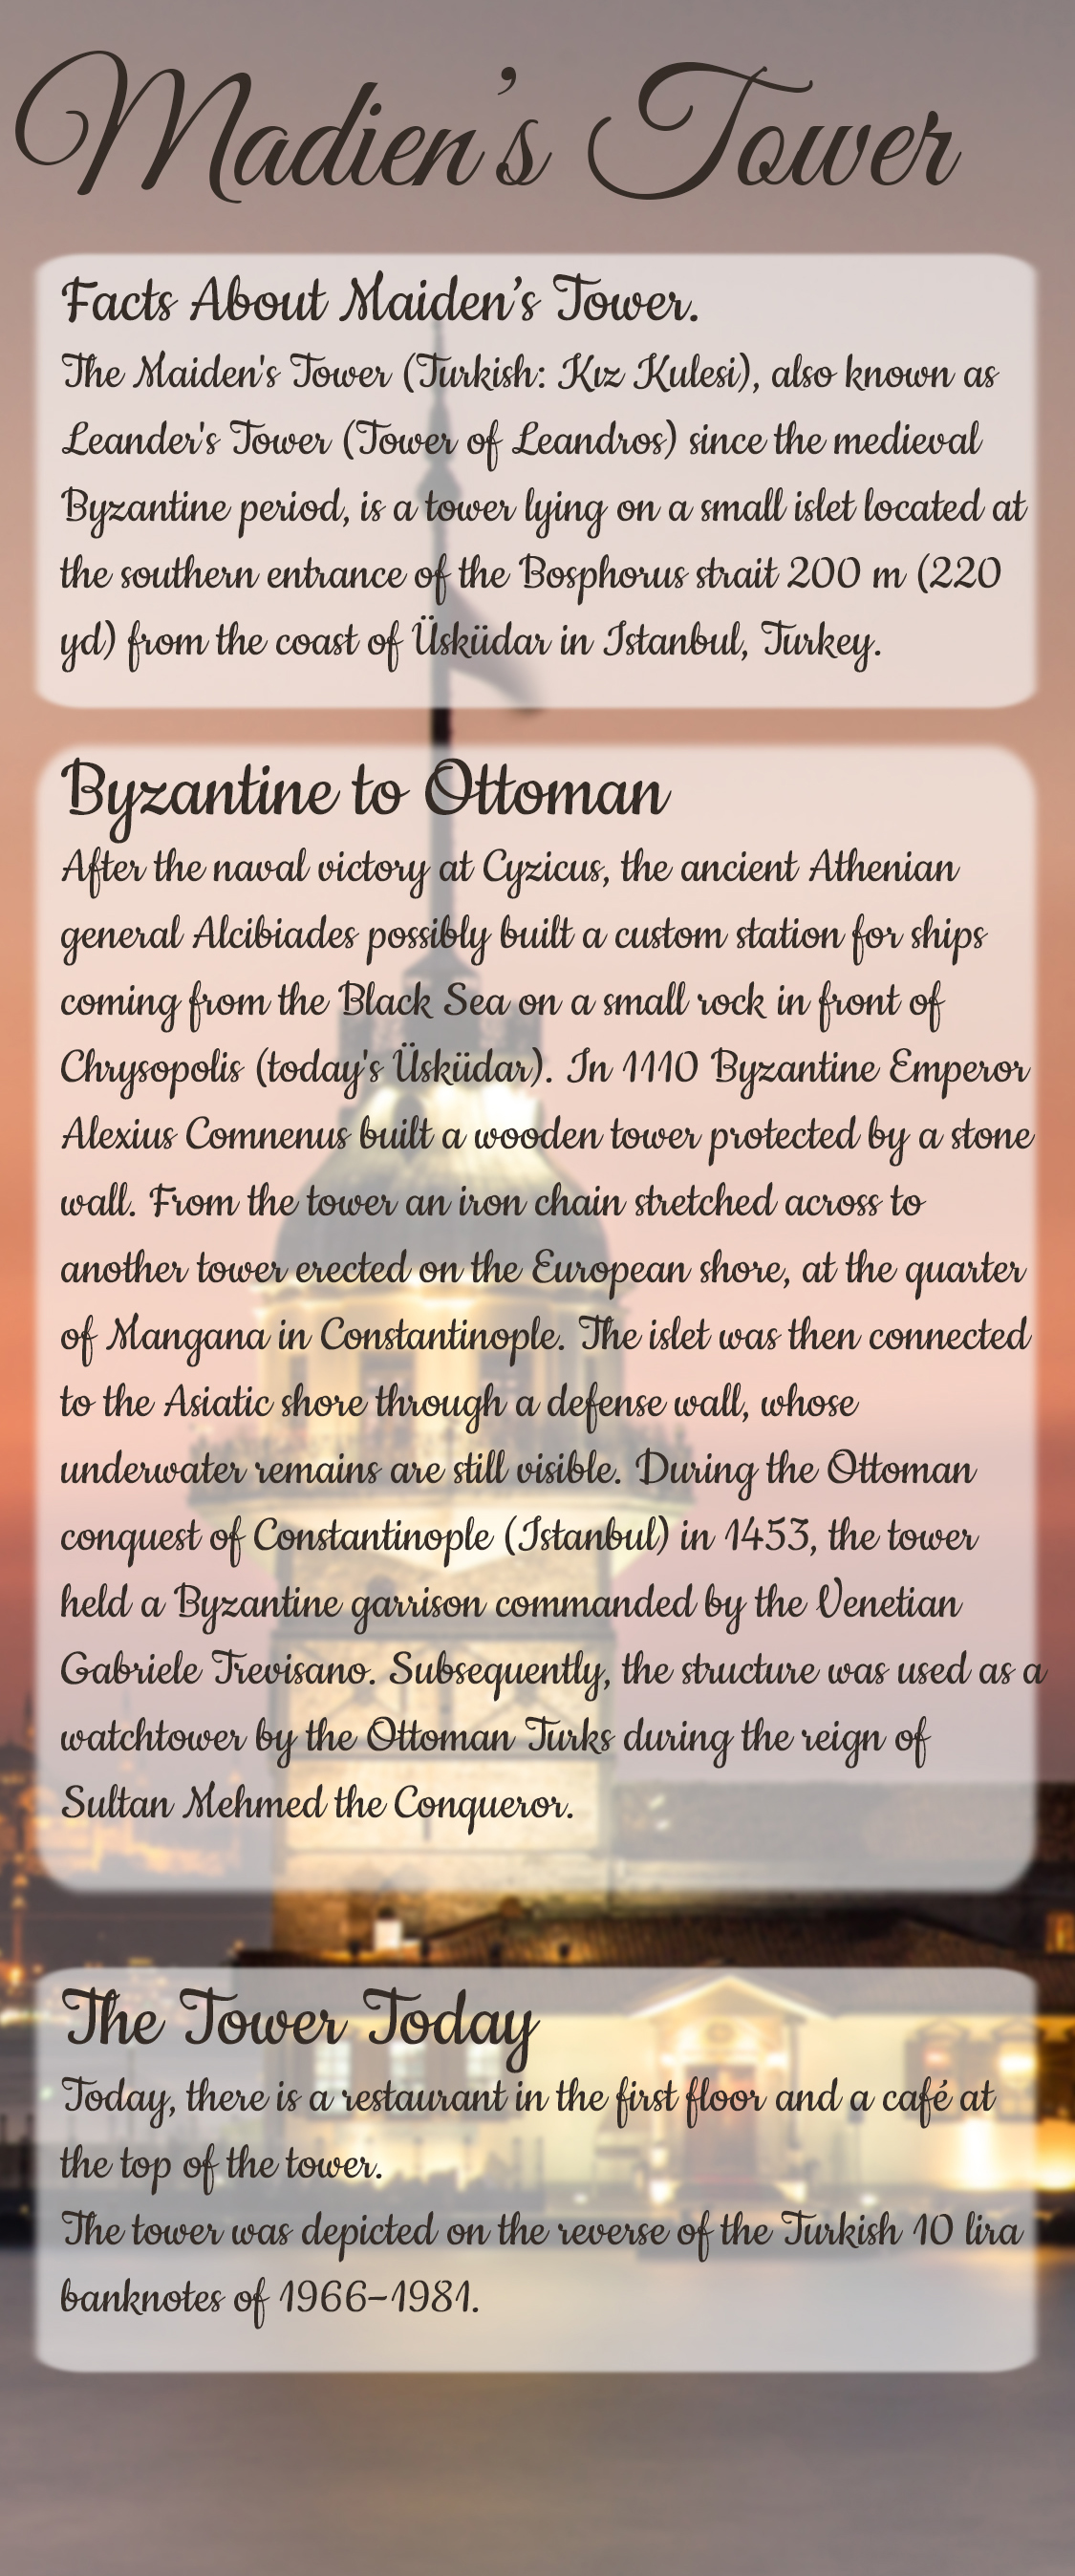 Madien's Tower
Facts About Maiden's Tower.
The Maiden's Tower (Turkish: Kız Kulesi), also known as
Leander's Tower (Tower of Leandros) since the medieval
Byzantine period, is a tower lying on a small islet located at
the southern entrance of the Bosphorus strait 200 m (220
yd) from the coast of Üsküdar in Istanbul, Turkey.
Byzantine to Ottoman
After the naval victory at Cyzicus, the ancient Athenian
general Alcibiades possibly built a custom station for ships
coming from the Black Sea on a small rock in front of
Chrysopolis (today's Üsküdar). In 1110 Byzantine Emperor
Alexius Comnenus built a wooden tower protected by a stone
wall. From the tower an iron chain stretched across to
another tower erected on the European shore, at the quarter
of Mangana in Constantinople. The islet was then connected
to the Asiatic shore through a defense wall, whose
underwater remains are still visible. During the Ottoman
conquest of Constantinople (Istanbul) in 1453, the tower
held a Byzantine garrison commanded by the Venetian
Gabriele Trevisano. Subsequently, the structure was used as a
watchtower by the Ottoman Turks during the reign of
Sultan Mehmed the Conqueror.
The Tower Today
Today, there is a restaurant in the first floor and a café at
the top of the tower.
The tower was depicted on the reverse of the Turkish 10 lira
banknotes of 1966–1981.